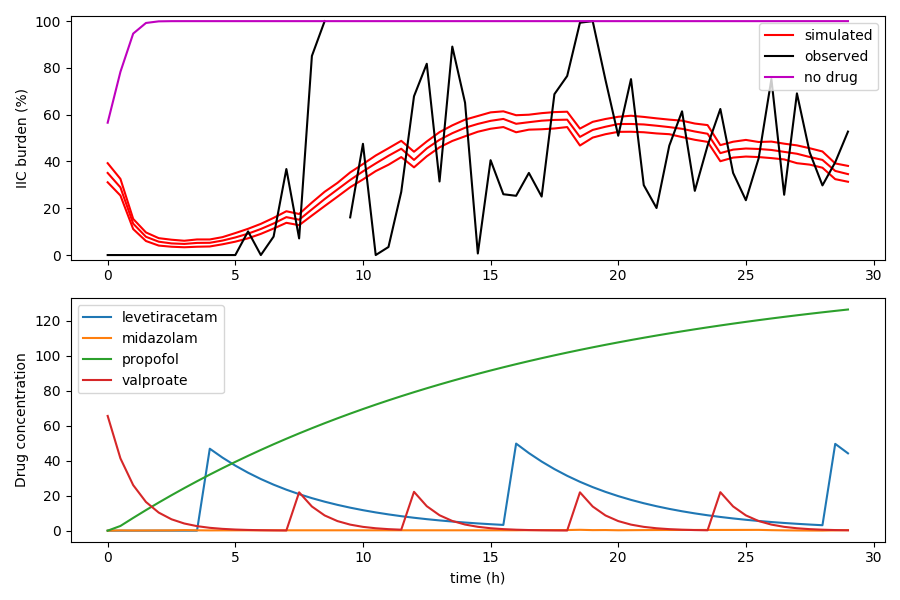 100
80
60
40
20
0
IIC burden (%)
simulated
observed
no drug
0 5 10 15 20 25 30
120
100
80
60
40
20
0
Drug concentration
levetiracetam
midazolam
propofol
valproate
0 5 10 15 20 25 30
time (h)